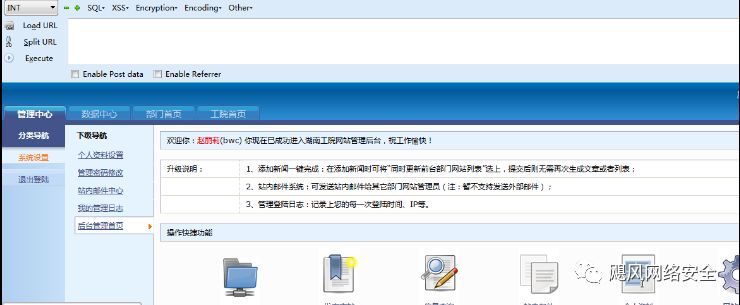 INT
SQL- XSS- Encryption- Encoding- Other-
Load URL
Split URL
Execute
Enable Post data Enable Referrer
管理中心 数据中心 部门首页 工院首页
分类导航
系统设置
退出登陆
下级导航
个人资料设置
管理密码修改
站内邮件中心
我的管理日志
后台管理首页
欢迎你：赵丽莉(bwc) 你现在已成功进入湖南工院网站管理后台，祝工作愉快！
升级说明：
1、添加新闻一键完成：在添加新闻时可将“同时更新前台部门网站列表”选上，提交后则无需再次生成文章或者列表；
2、站内邮件系统：可发送站内邮件给其它部门网站管理员（注：暂不支持发送外部邮件）；
3、管理登陆日志：记录上您的每一次登陆时间、IP等。
操作快捷功能
飓风网络安全